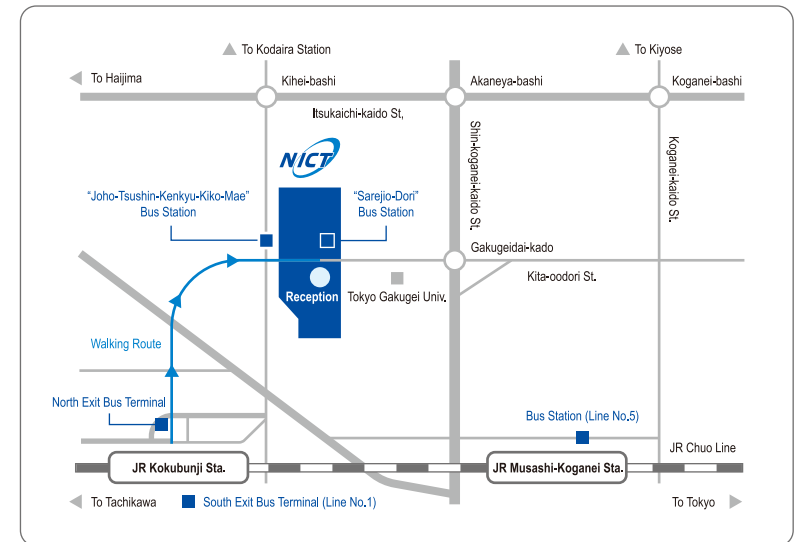 To Kodaira Station
To Kiyose
To Haijima
Kihei-bashi
Akaneya-bashi
Koganei-bashi
Itsukaichi-kaido St,
Shin-koganei-kaido St.
Koganei-kaido St.
NICT
“Joho-Tsushin-Kenkyu-Kiko-Mae”
Bus Station
“Sarejio-Dori”
Bus Station
Gakugeidai-kado
Kita-oodori St.
Reception
Tokyo Gakugei Univ.
Walking Route
North Exit Bus Terminal
Bus Station (Line No.5)
JR Chuo Line
JR Kokubunji Sta.
JR Musashi-Koganei Sta.
To Tachikawa
South Exit Bus Terminal (Line No.1)
To Tokyo